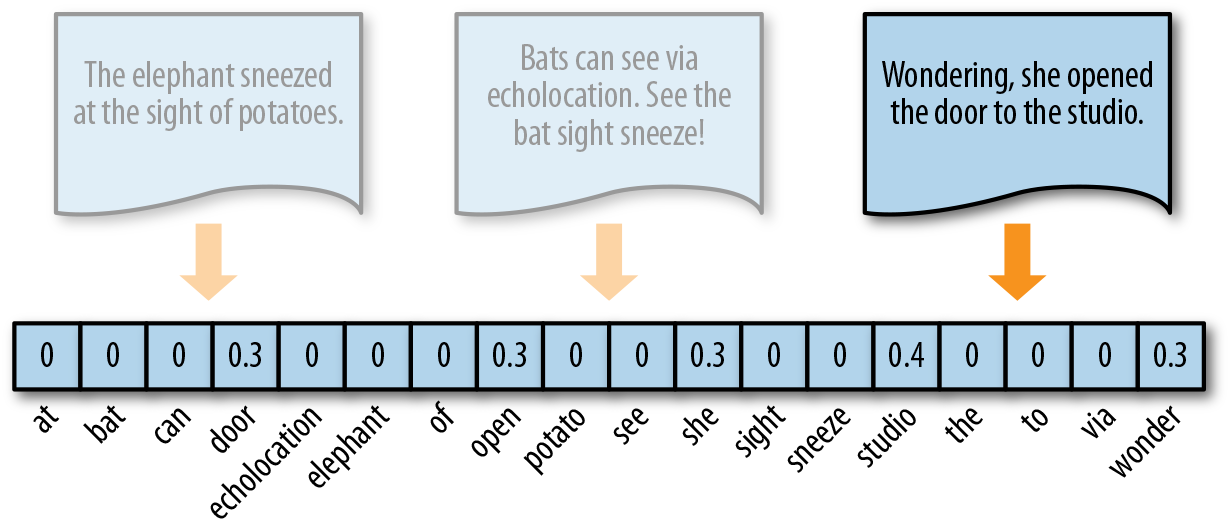 The elephant sneezed
at the sight of potatoes.
Bats can see via
echolocation. See the
bat sight sneeze!
Wondering, she opened
the door to the studio.
0 0 0 0.3 0 0 0 0.3 0 0 0.3 0 0 0.4 0 0 0 0.3
at bat can door echolocation elephant of open potato see she sight sneeze studio the to via wonder